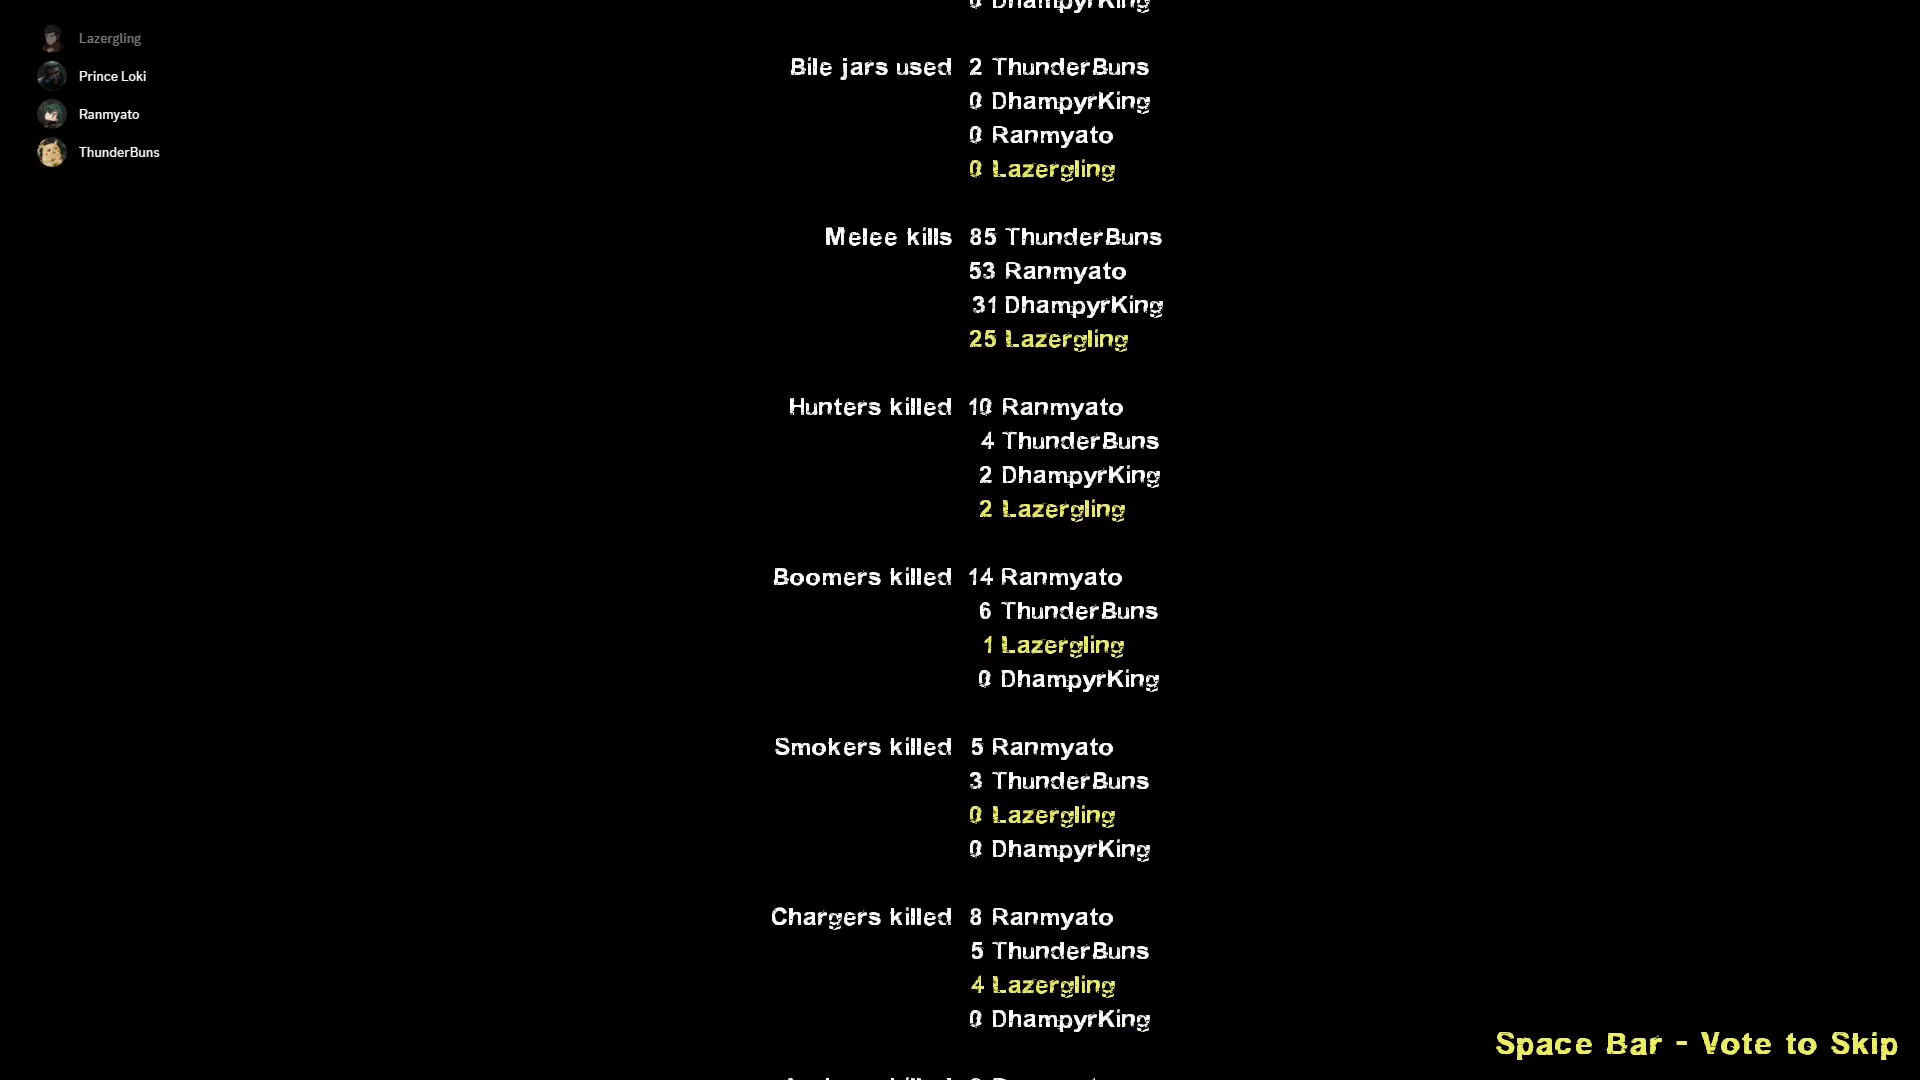 Lazergling
Prince Loki
Ranmyato
ThunderBuns
0 DhampyrKing
Bile jars used 2 ThunderBuns
0 DhampyrKing
0 Ranmyato
0 Lazergling
Melee kills 85 ThunderBuns
53 Ranmyato
31 DhampyrKing
25 Lazergling
Hunters killed 10 Ranmyato
4 ThunderBuns
2 DhampyrKing
2 Lazergling
Boomers killed 14 Ranmyato
6 ThunderBuns
1 Lazergling
0 DhampyrKing
Smokers killed 5 Ranmyato
3 ThunderBuns
0 Lazergling
0 DhampyrKing
Chargers killed 8 Ranmyato
5 ThunderBuns
4 Lazergling
0 DhampyrKing
Space Bar - Vote to Skip